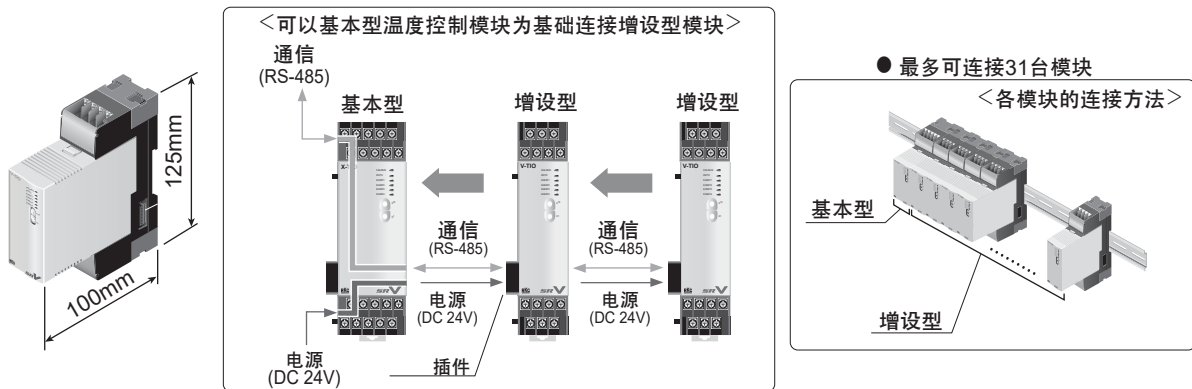 125mm
100mm
<可以基本型温度控制模块为基础连接增设型模块>
通信
(RS-485)
基本型
增设型
增设型
X-TIO
V-TIO
V-TIO
通信
(RS-485)
通信
(RS-485)
电源
(DC 24V)
电源
(DC 24V)
SRV
SRV
SRV
电源
(DC 24V)
插件
● 最多可连接31台模块
<各模块的连接方法>
基本型
增设型